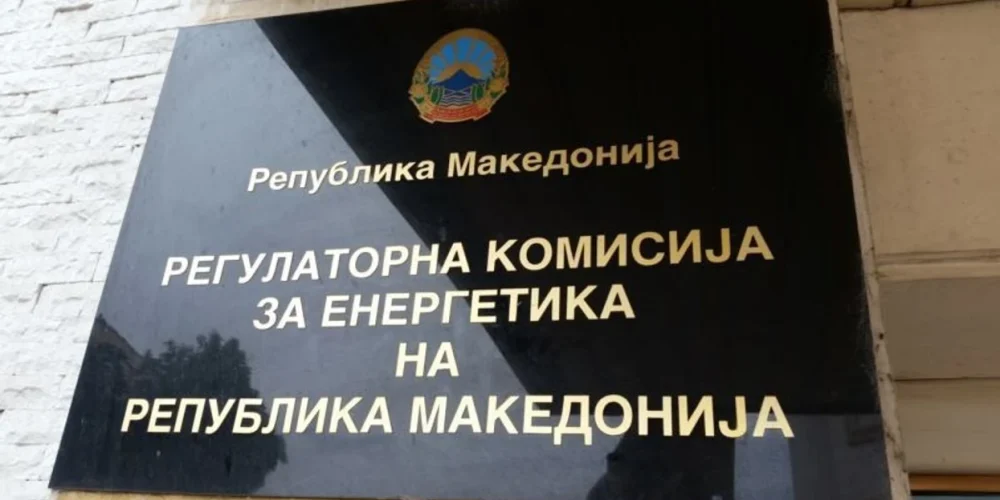 Република Македонија
РЕГУЛАТОРНА КОМИСИЈА
ЗА ЕНЕРГЕТИКА
НА
РЕПУБЛИКА МАКЕДОНИЈА